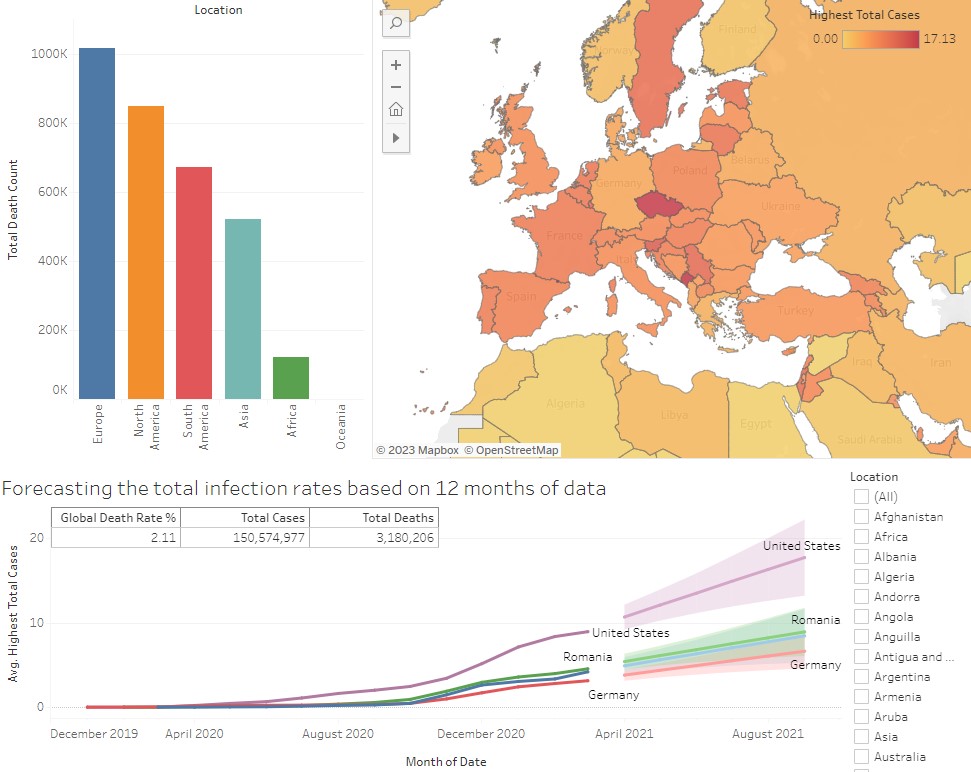 Location
Total Death Count
1000K
800K
600K
400K
200K
0K
Europe
North
America
South
America
Asia
Africa
Oceania
Highest Total Cases
0.00 17.13
Norway
Finland
Belarus
Poland
Germany
Ukraine
France
Italy
Spain
Turkey
Iraq
Iran
Algeria
Libya
Egypt
Saudi Arabia
© 2023 Mapbox © OpenStreetMap
Forecasting the total infection rates based on 12 months of data
Global Death Rate % Total Cases Total Deaths
2.11 150,574,977 3,180,206
Avg. Highest Total Cases
20
10
0
United States
Romania
Germany
United States
Romania
Germany
December 2019 April 2020 August 2020 December 2020 April 2021 August 2021
Month of Date
Location
(All)
Afghanistan
Africa
Albania
Algeria
Andorra
Angola
Anguilla
Antigua and ...
Argentina
Armenia
Aruba
Asia
Australia